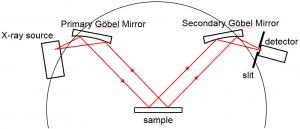 Primary Göbel Mirror
Secondary Göbel Mirror
X-ray source
detector
slit
sample